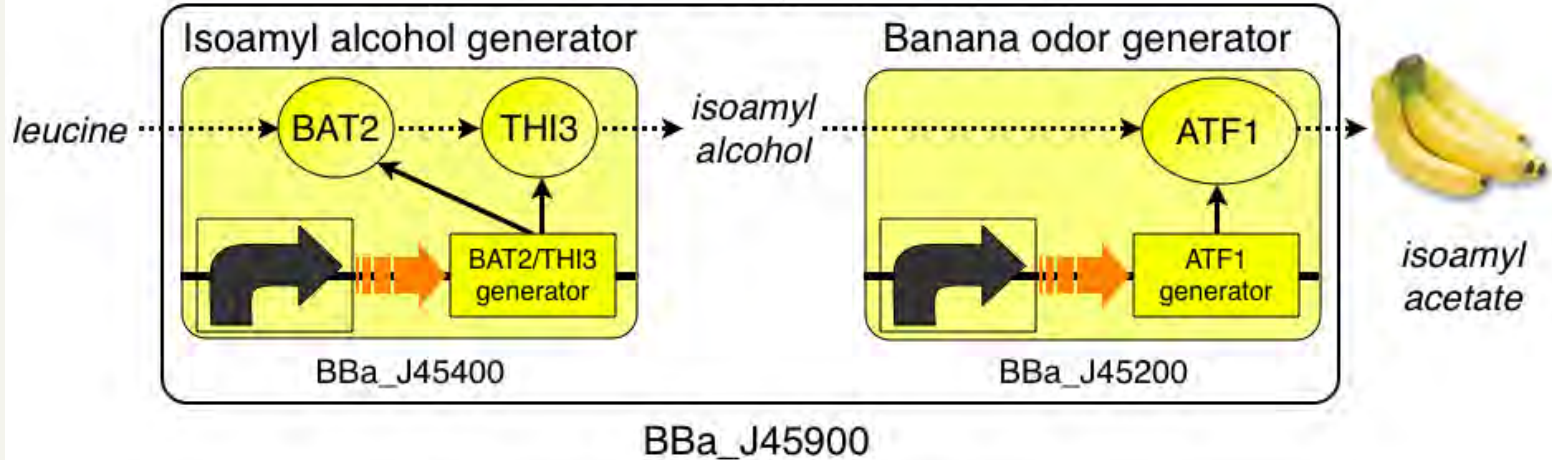 Isoamyl alcohol generator
Banana odor generator
leucine
BAT2
THI3
isoamyl
alcohol
ATF1
BAT2/THI3
generator
ATF1
generator
isoamyl
acetate
BBa_J45400
BBa_J45200
BBa_J45900